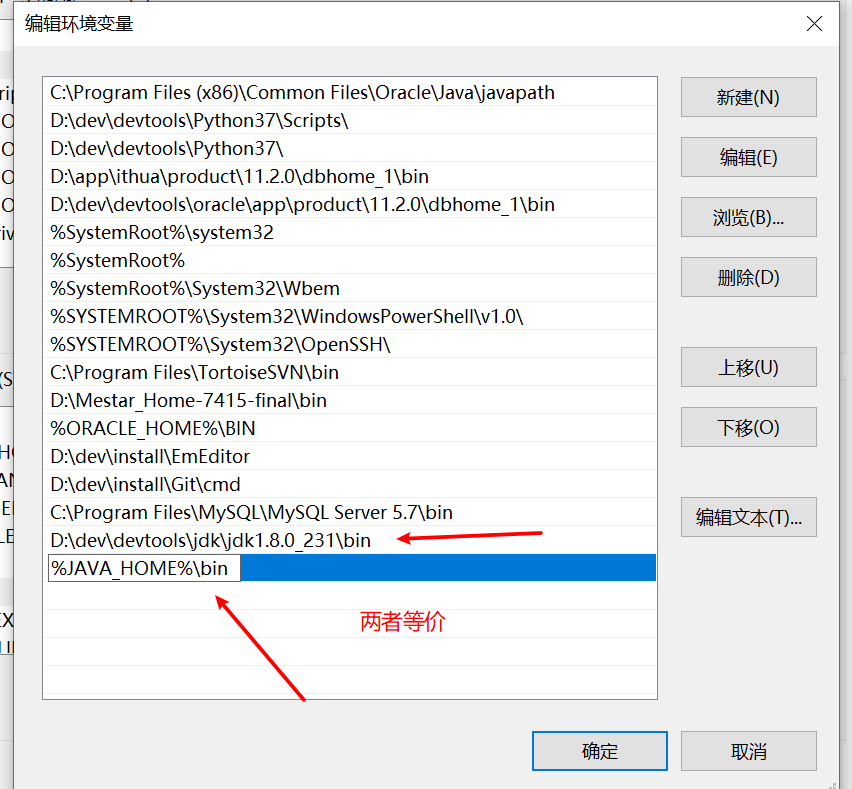 编辑环境变量
C:\Program Files (x86)\Common Files\Oracle\Java\javapath
新建(N)
D:\dev\devtools\Python37\Scripts\
D:\dev\devtools\Python37\
编辑(E)
D:\app\ithua\product\11.2.0\dbhome_1\bin
D:\dev\devtools\oracle\app\product\11.2.0\dbhome_1\bin
浏览(B)...
%SystemRoot%\system32
%SystemRoot%
删除(D)
%SystemRoot%\System32\Wbem
%SYSTEMROOT%\System32\WindowsPowerShell\v1.0\
%SYSTEMROOT%\System32\OpenSSH\
上移(U)
C:\Program Files\TortoiseSVN\bin
D:\Mestar_Home-7415-final\bin
下移(O)
%ORACLE_HOME%\BIN
D:\dev\install\EmEditor
D:\dev\install\Git\cmd
C:\Program Files\MySQL\MySQL Server 5.7\bin
编辑文本(T)...
D:\dev\devtools\jdk\jdk1.8.0_231\bin
%JAVA_HOME%\bin
两者等价
确定
取消